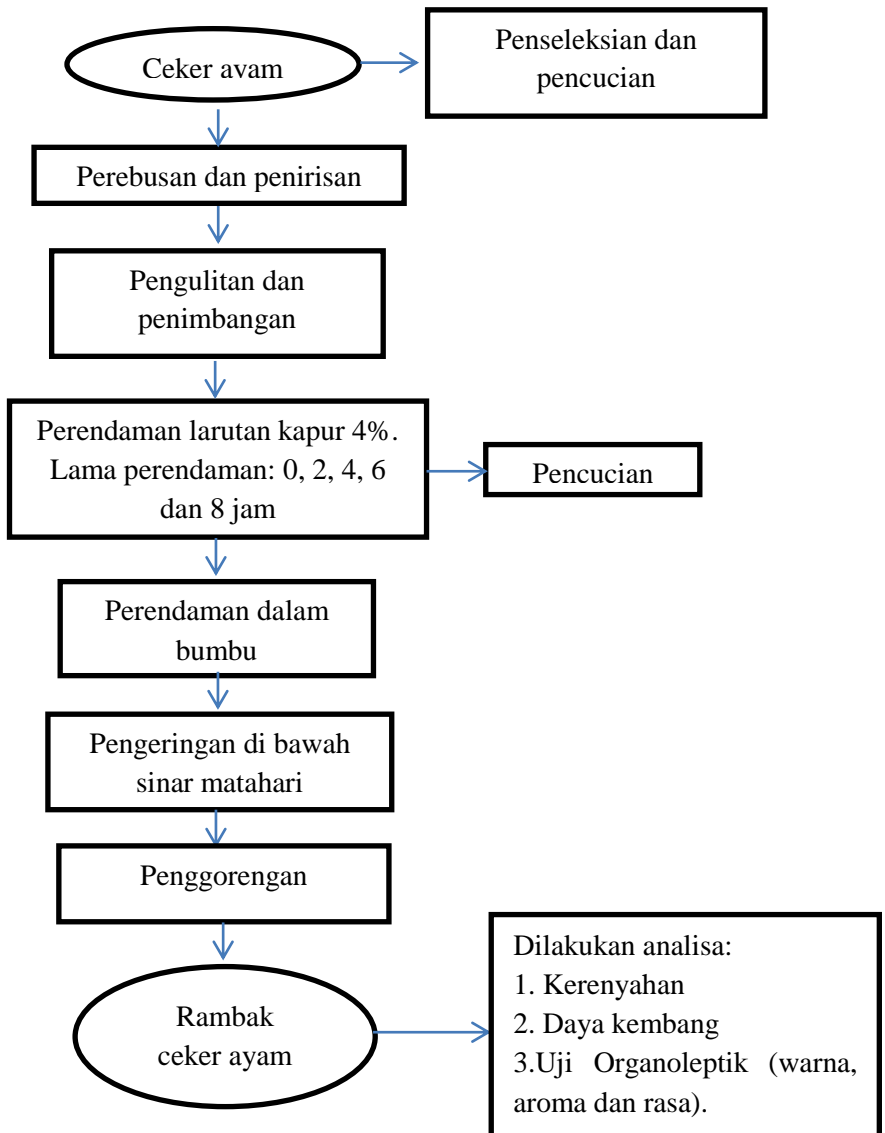 Ceker ayam
Penseleksian dan
pencucian
Perebusan dan penirisan
Pengulitan dan
penimbangan
Perendaman larutan kapur 4%.
Lama perendaman: 0, 2, 4, 6
dan 8 jam
Pencucian
Perendaman dalam
bumbu
Pengeringan di bawah
sinar matahari
Penggorengan
Rambak
ceker ayam
Dilakukan analisa:
1. Kerenyahan
2. Daya kembang
3.Uji Organoleptik (warna,
aroma dan rasa).